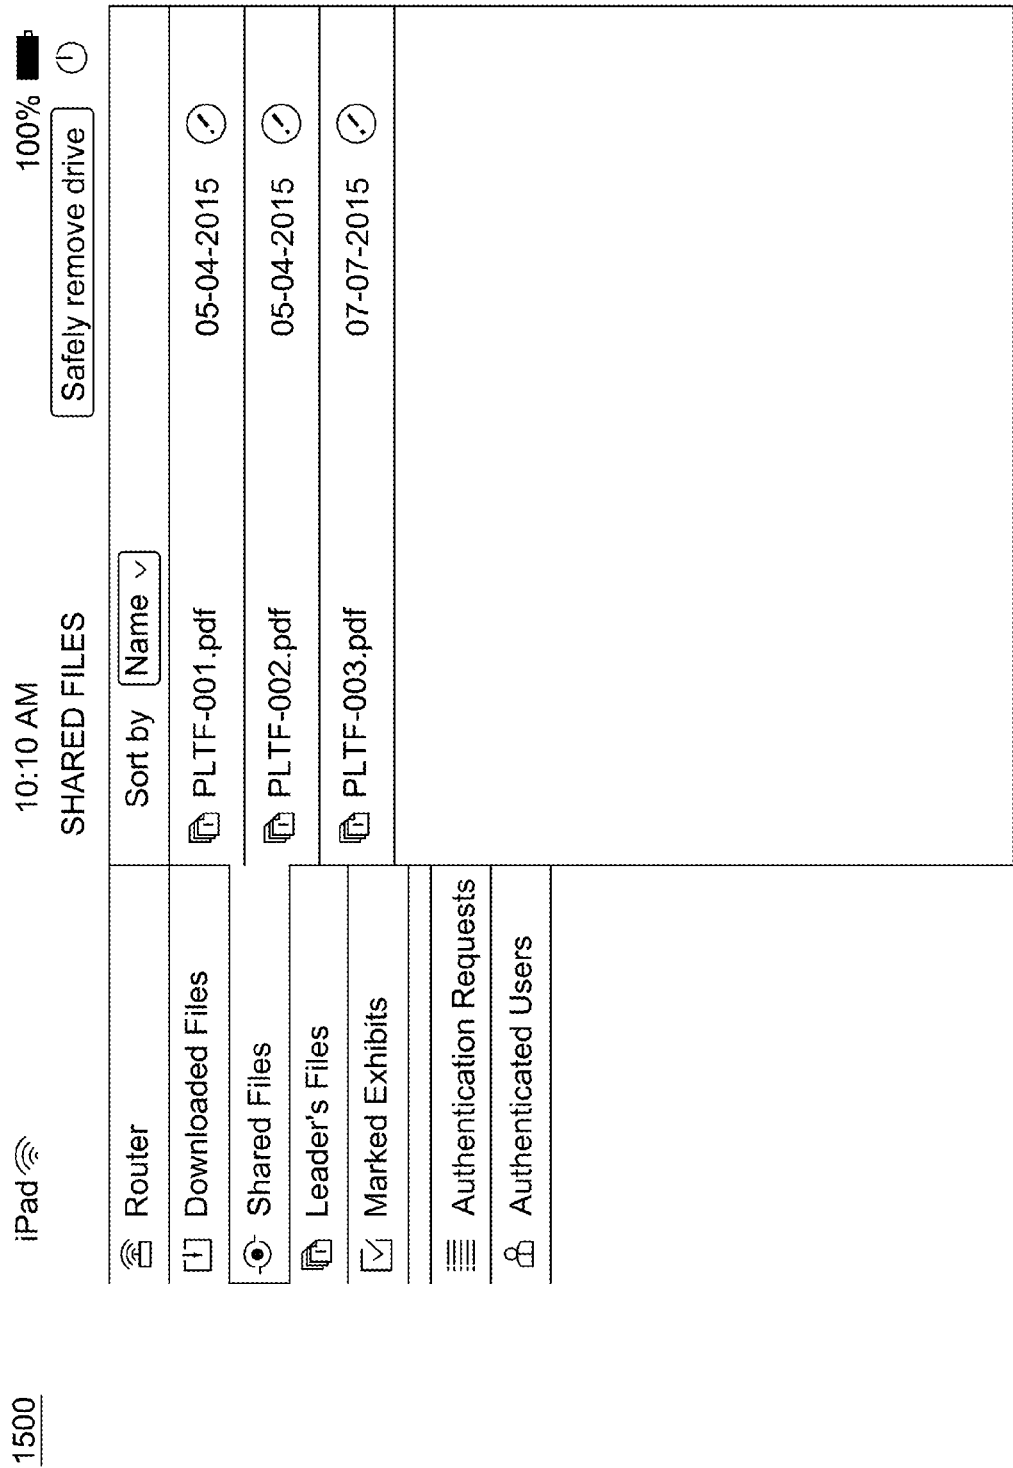 1500
iPad 10:10 AM 100%
SHARED FILES Safely remove drive
Router
Downloaded Files
Shared Files
Leader's Files
Marked Exhibits
Authentication Requests
Authenticated Users
Sort by Name
PLTF-001.pdf 05-04-2015
PLTF-002.pdf 05-04-2015
PLTF-003.pdf 07-07-2015